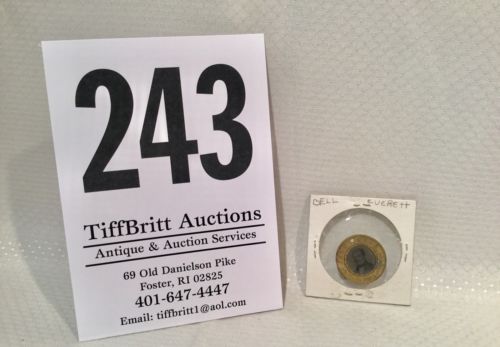 243
TiffBritt Auctions
Antique & Auction Services
69 Old Danielson Pike
Foster, RI 02825
401-647-4447
Email: tiffbritt1@aol.com
BELL EVERETT